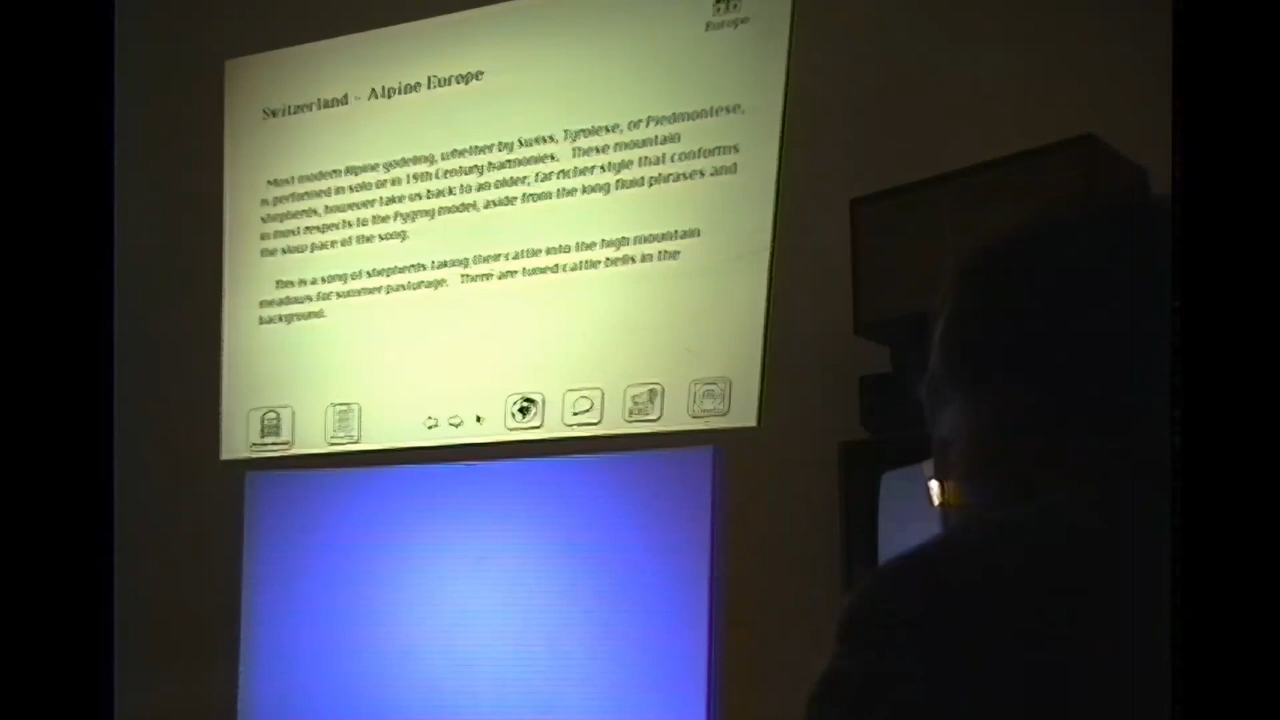 Europe
Switzerland - Alpine Europe
Most modern Alpine yodeling, whether by Swiss, Tyrolese, or Piedmontese,
is performed in solo or in 19th Century harmonies. These mountain
shepherds, however take us back to an older, far richer style that conforms
in most respects to the Pygmy model, aside from the long fluid phrases and
the slow pace of the song.
This is a song of shepherds taking their cattle into the high mountain
meadows for summer pasturage. There are tuned cattle bells in the
background.